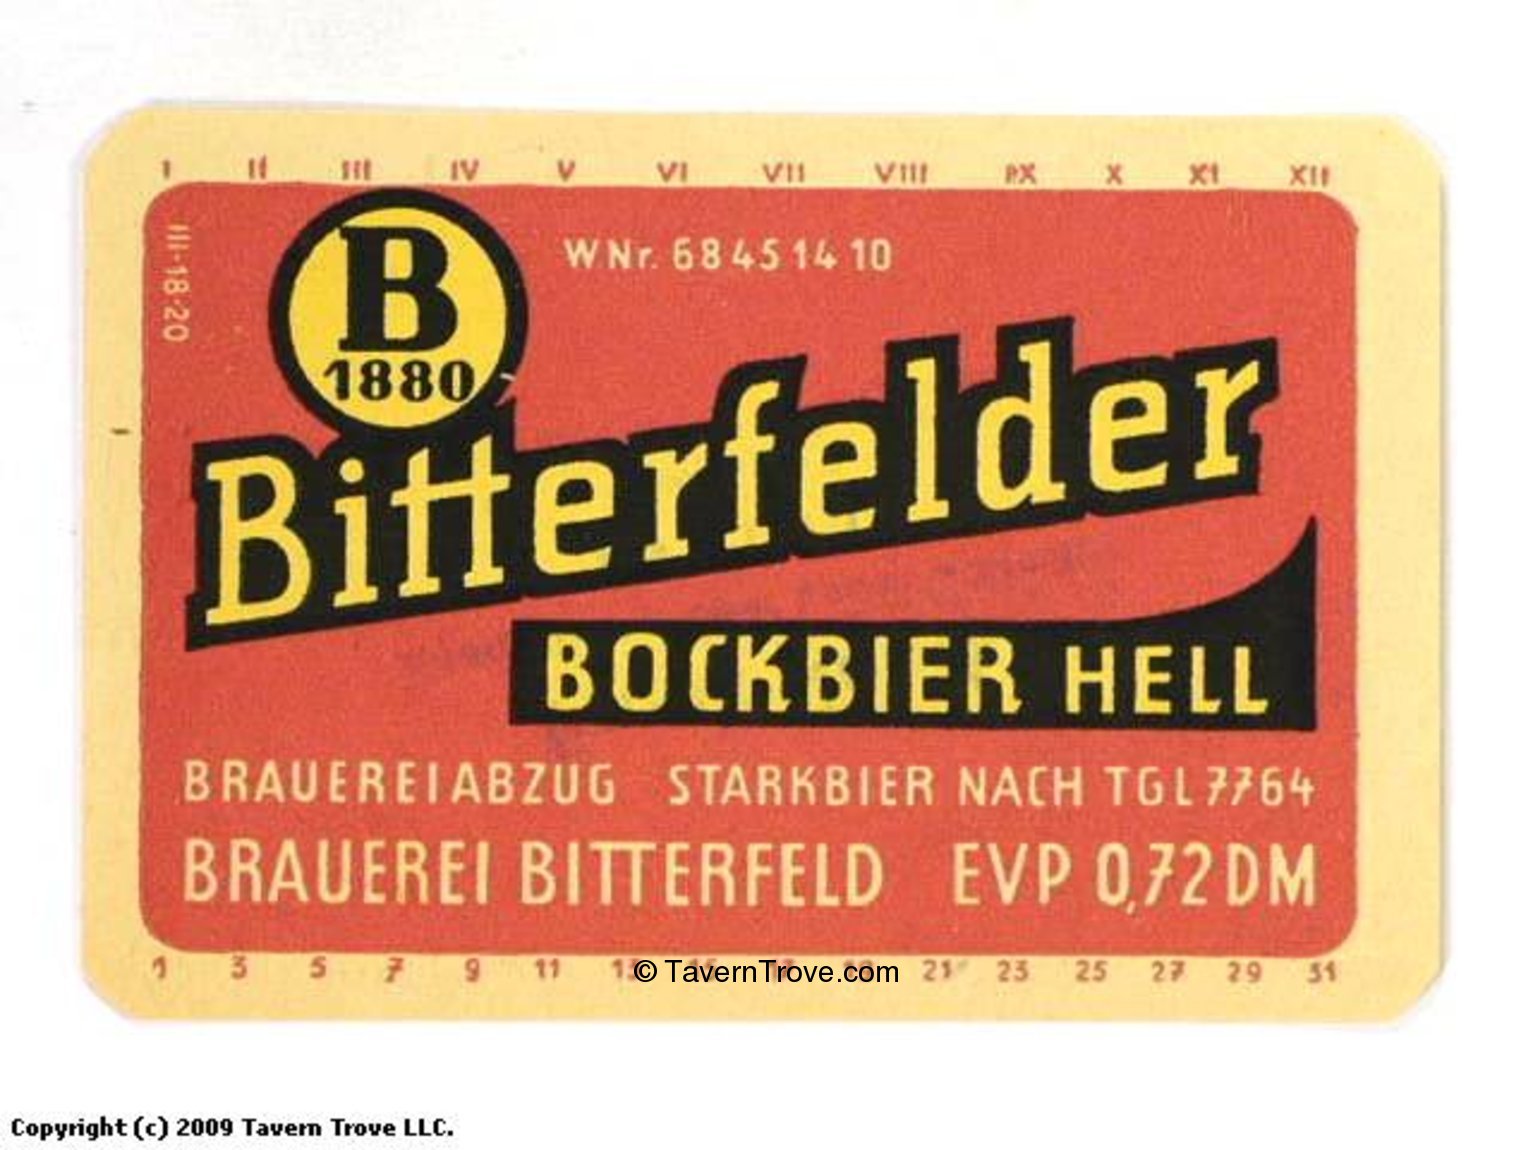 I II III IV V VI VII VIII IX X XI XII
III-18-20
B
1880
WNr. 68 45 14 10
Bitterfelder
BOCKBIER HELL
BRAUEREIABZUG STARKBIER NACH TGL 7764
BRAUEREI BITTERFELD EVP 0,72 DM
1 3 5 7 9 11 13 21 23 25 27 29 31
© TavernTrove.com
Copyright (c) 2009 Tavern Trove LLC.